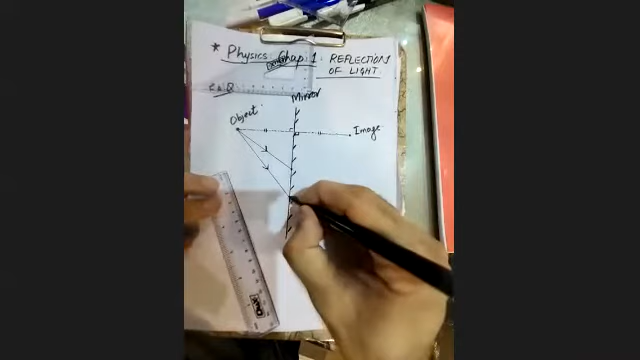 * Physics Chap 1: REFLECTION
OF LIGHT.
Mirror
Object
Image